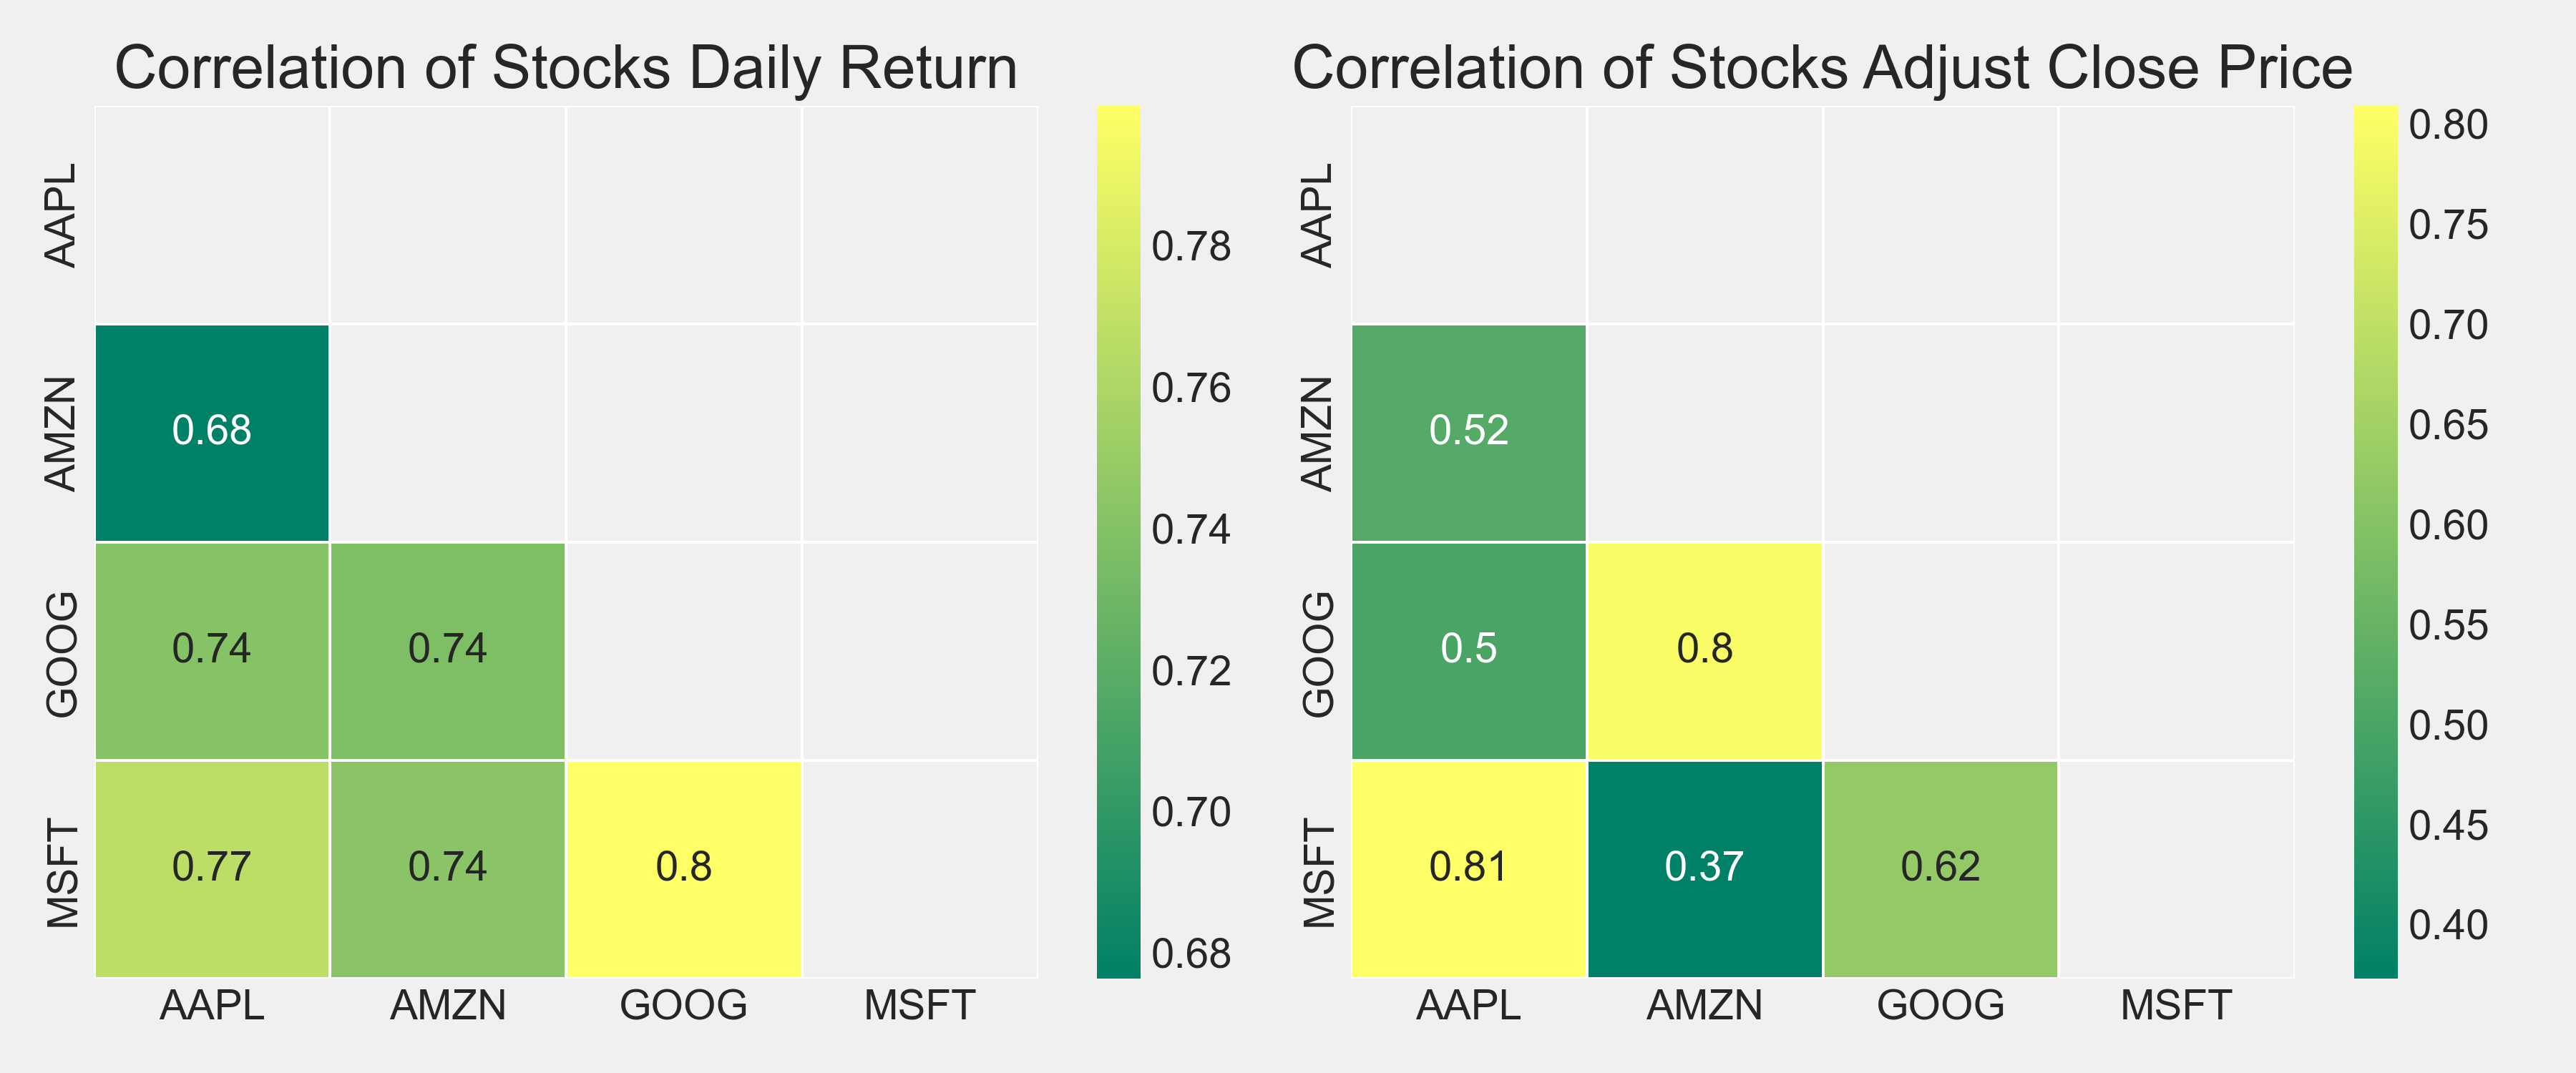 Correlation of Stocks Daily Return
AAPL
AMZN
GOOG
MSFT
0.68
0.74 0.74
0.77 0.74 0.8
AAPL AMZN GOOG MSFT
0.78
0.76
0.74
0.72
0.70
0.68
Correlation of Stocks Adjust Close Price
AAPL
AMZN
GOOG
MSFT
0.52
0.5 0.8
0.81 0.37 0.62
AAPL AMZN GOOG MSFT
0.80
0.75
0.70
0.65
0.60
0.55
0.50
0.45
0.40